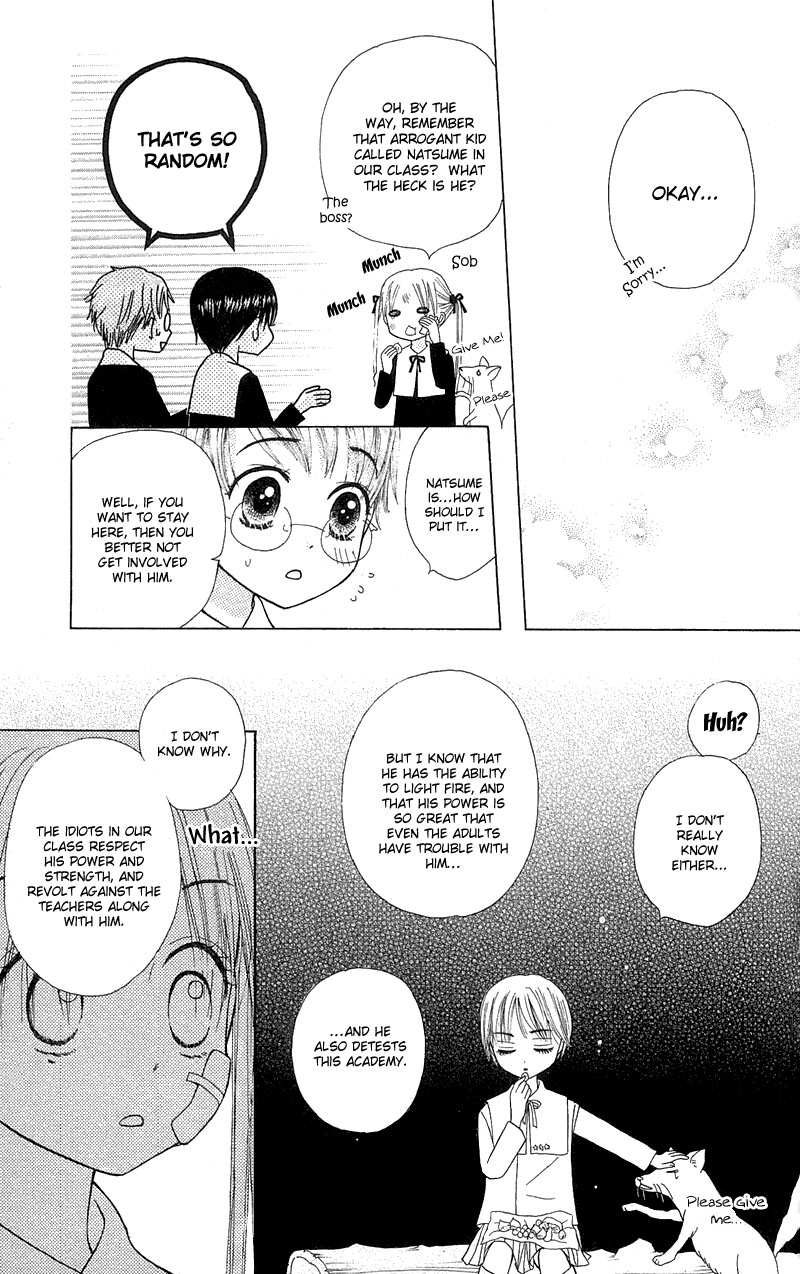 OKAY...
I'm
Sorry...
OH, BY THE
WAY, REMEMBER
THAT ARROGANT KID
CALLED NATSUME IN
OUR CLASS? WHAT
THE HECK IS HE?
The
boss?
Sob
Munch
Munch
Give Me!
Please
THAT'S SO
RANDOM!
NATSUME
IS...HOW
SHOULD I
PUT IT...
WELL, IF YOU
WANT TO STAY
HERE, THEN YOU
BETTER NOT
GET INVOLVED
WITH HIM.
Huh?
I DON'T
REALLY
KNOW
EITHER...
BUT I KNOW THAT
HE HAS THE ABILITY
TO LIGHT FIRE, AND
THAT HIS POWER IS
SO GREAT THAT
EVEN THE ADULTS
HAVE TROUBLE WITH
HIM...
...AND HE
ALSO DETESTS
THIS ACADEMY.
Please Give
Me...
I DON'T
KNOW WHY.
THE IDIOTS IN OUR
CLASS RESPECT
HIS POWER AND
STRENGTH, AND
REVOLT AGAINST THE
TEACHERS ALONG
WITH HIM.
What...